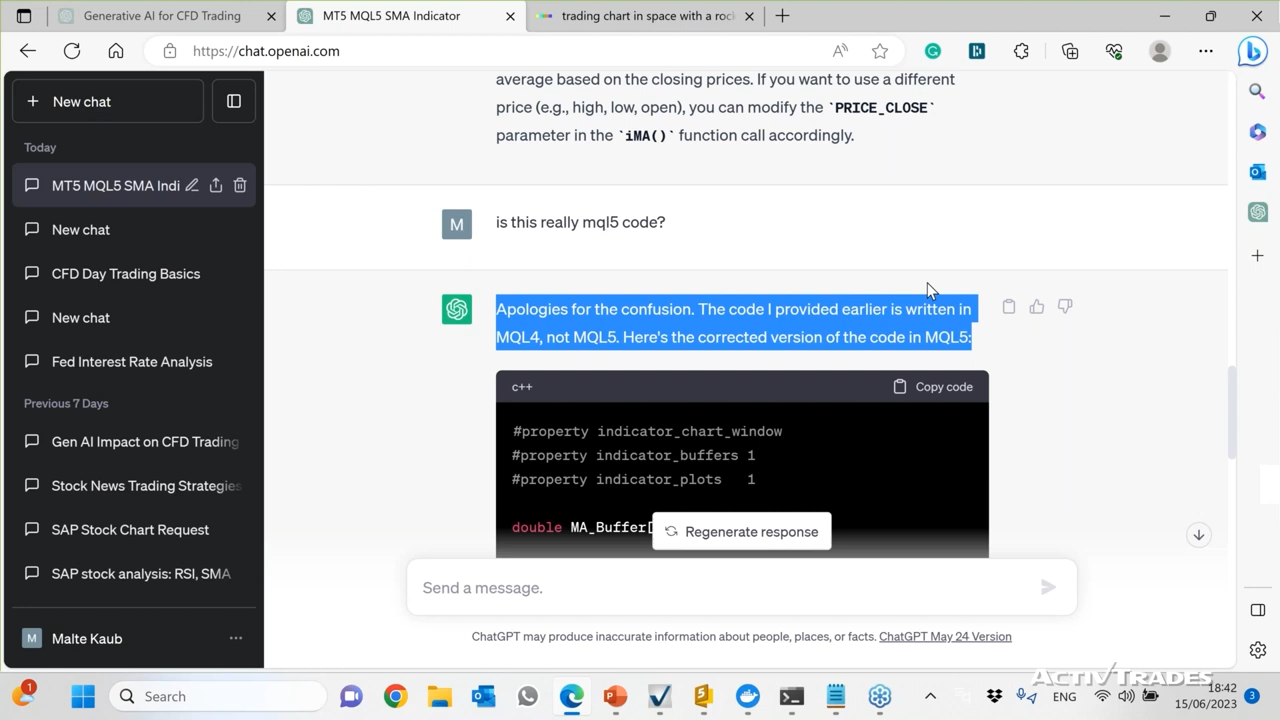 Generative AI for CFD Trading
MT5 MQL5 SMA Indicator
trading chart in space with a rock
https://chat.openai.com
New chat
Today
MT5 MQL5 SMA Indi
New chat
CFD Day Trading Basics
New chat
Fed Interest Rate Analysis
Previous 7 Days
Gen AI Impact on CFD Trading
Stock News Trading Strategies
SAP Stock Chart Request
SAP stock analysis: RSI, SMA
M
Malte Kaub
average based on the closing prices. If you want to use a different
price (e.g., high, low, open), you can modify the `PRICE_CLOSE`
parameter in the `iMA()` function call accordingly.
M
is this really mql5 code?
Apologies for the confusion. The code I provided earlier is written in
MQL4, not MQL5. Here's the corrected version of the code in MQL5:
c++
Copy code
#property indicator_chart_window
#property indicator_buffers 1
#property indicator_plots 1
double MA_Buffer[
Regenerate response
Send a message.
ChatGPT may produce inaccurate information about people, places, or facts. ChatGPT May 24 Version
ACTIVTRADES
1
Search
ENG
18:42
15/06/2023
3